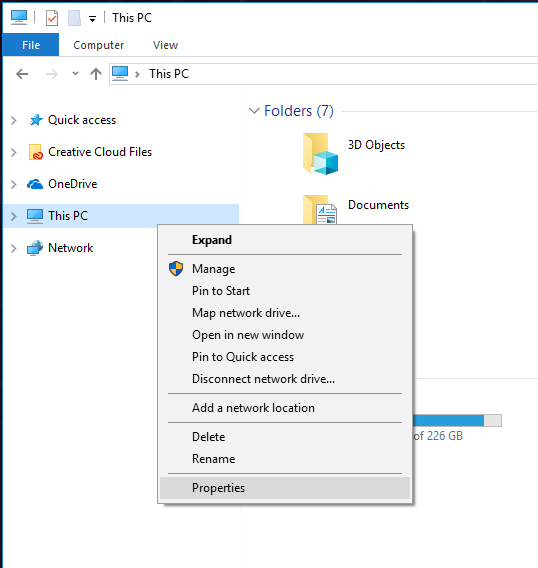 This PC
File
Computer
View
This PC
Quick access
Creative Cloud Files
OneDrive
This PC
Network
Folders (7)
3D Objects
Documents
Expand
Manage
Pin to Start
Map network drive...
Open in new window
Pin to Quick access
Disconnect network drive...
Add a network location
Delete
Rename
Properties
of 226 GB